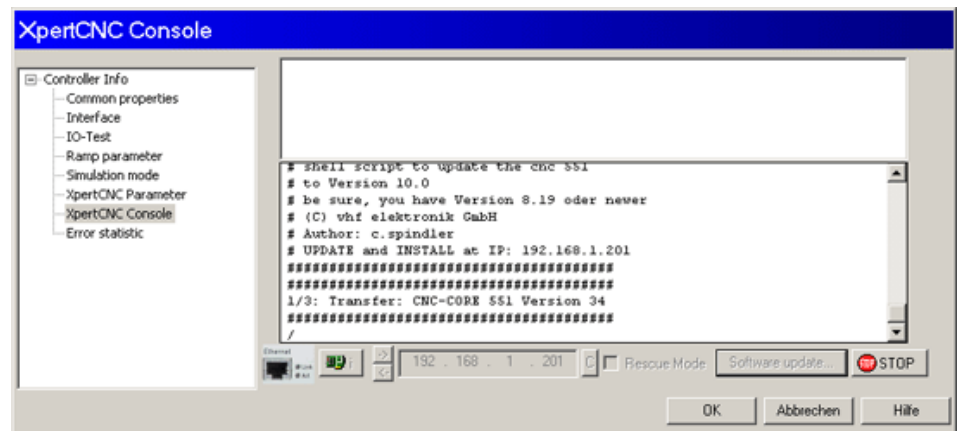 XpertCNC Console
Controller Info
Common properties
Interface
IO-Test
Ramp parameter
Simulation mode
XpertCNC Parameter
XpertCNC Console
Error statistic
# shell script to update the cnc 551
# to Version 10.0
# be sure, you have Version 8.19 oder newer
# (C) vhf elektronik GmbH
# Author: c.spindler
# UPDATE and INSTALL at IP: 192.168.1.201
#######################################
#######################################
1/3: Transfer: CNC-CORE 551 Version 34
#######################################
/
Ethernet
Link
Act
i
-> 192 . 168 . 1 . 201 C Rescue Mode Software update... STOP
<-
OK Abbrechen Hilfe